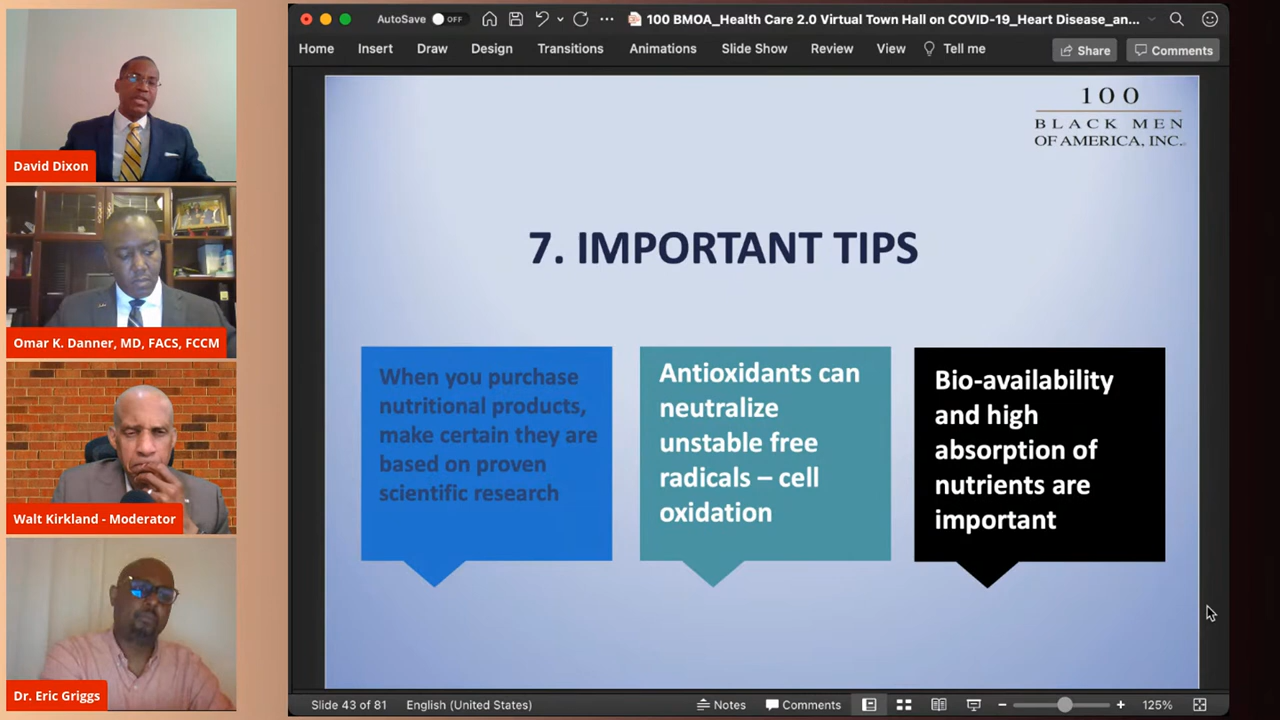 David Dixon
Omar K. Danner, MD, FACS, FCCM
Walt Kirkland - Moderator
Dr. Eric Griggs
AutoSave OFF
100 BMOA_Health Care 2.0 Virtual Town Hall on COVID-19_Heart Disease_an...
Home Insert Draw Design Transitions Animations Slide Show Review View Tell me Share Comments
100
BLACK MEN
OF AMERICA, INC.
7. IMPORTANT TIPS
When you purchase
nutritional products,
make certain they are
based on proven
scientific research
Antioxidants can
neutralize
unstable free
radicals – cell
oxidation
Bio-availability
and high
absorption of
nutrients are
important
Slide 43 of 81 English (United States) Notes Comments 125%